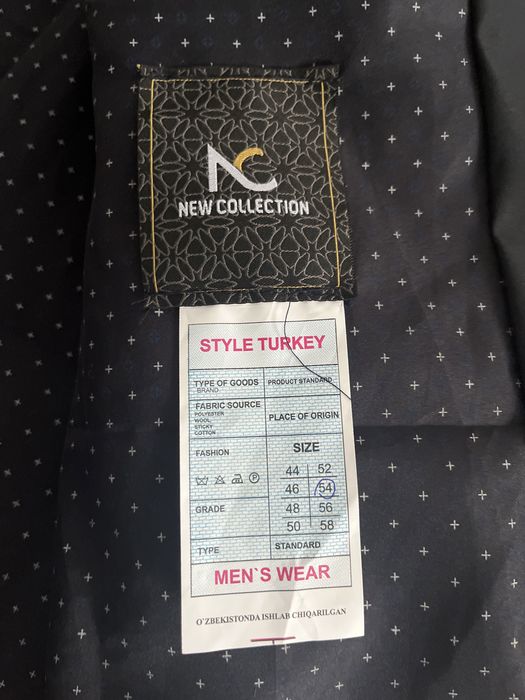 NC
NEW COLLECTION
STYLE TURKEY
TYPE OF GOODS PRODUCT STANDARD
BRAND
FABRIC SOURCE
POLYESTER
WOOL
STICKY
COTTON
PLACE OF ORIGIN
FASHION
SIZE
44 52
46 54
48 56
50 58
GRADE
TYPE STANDARD
MEN`S WEAR
O`ZBEKISTONDA ISHLAB CHIQARILGAN